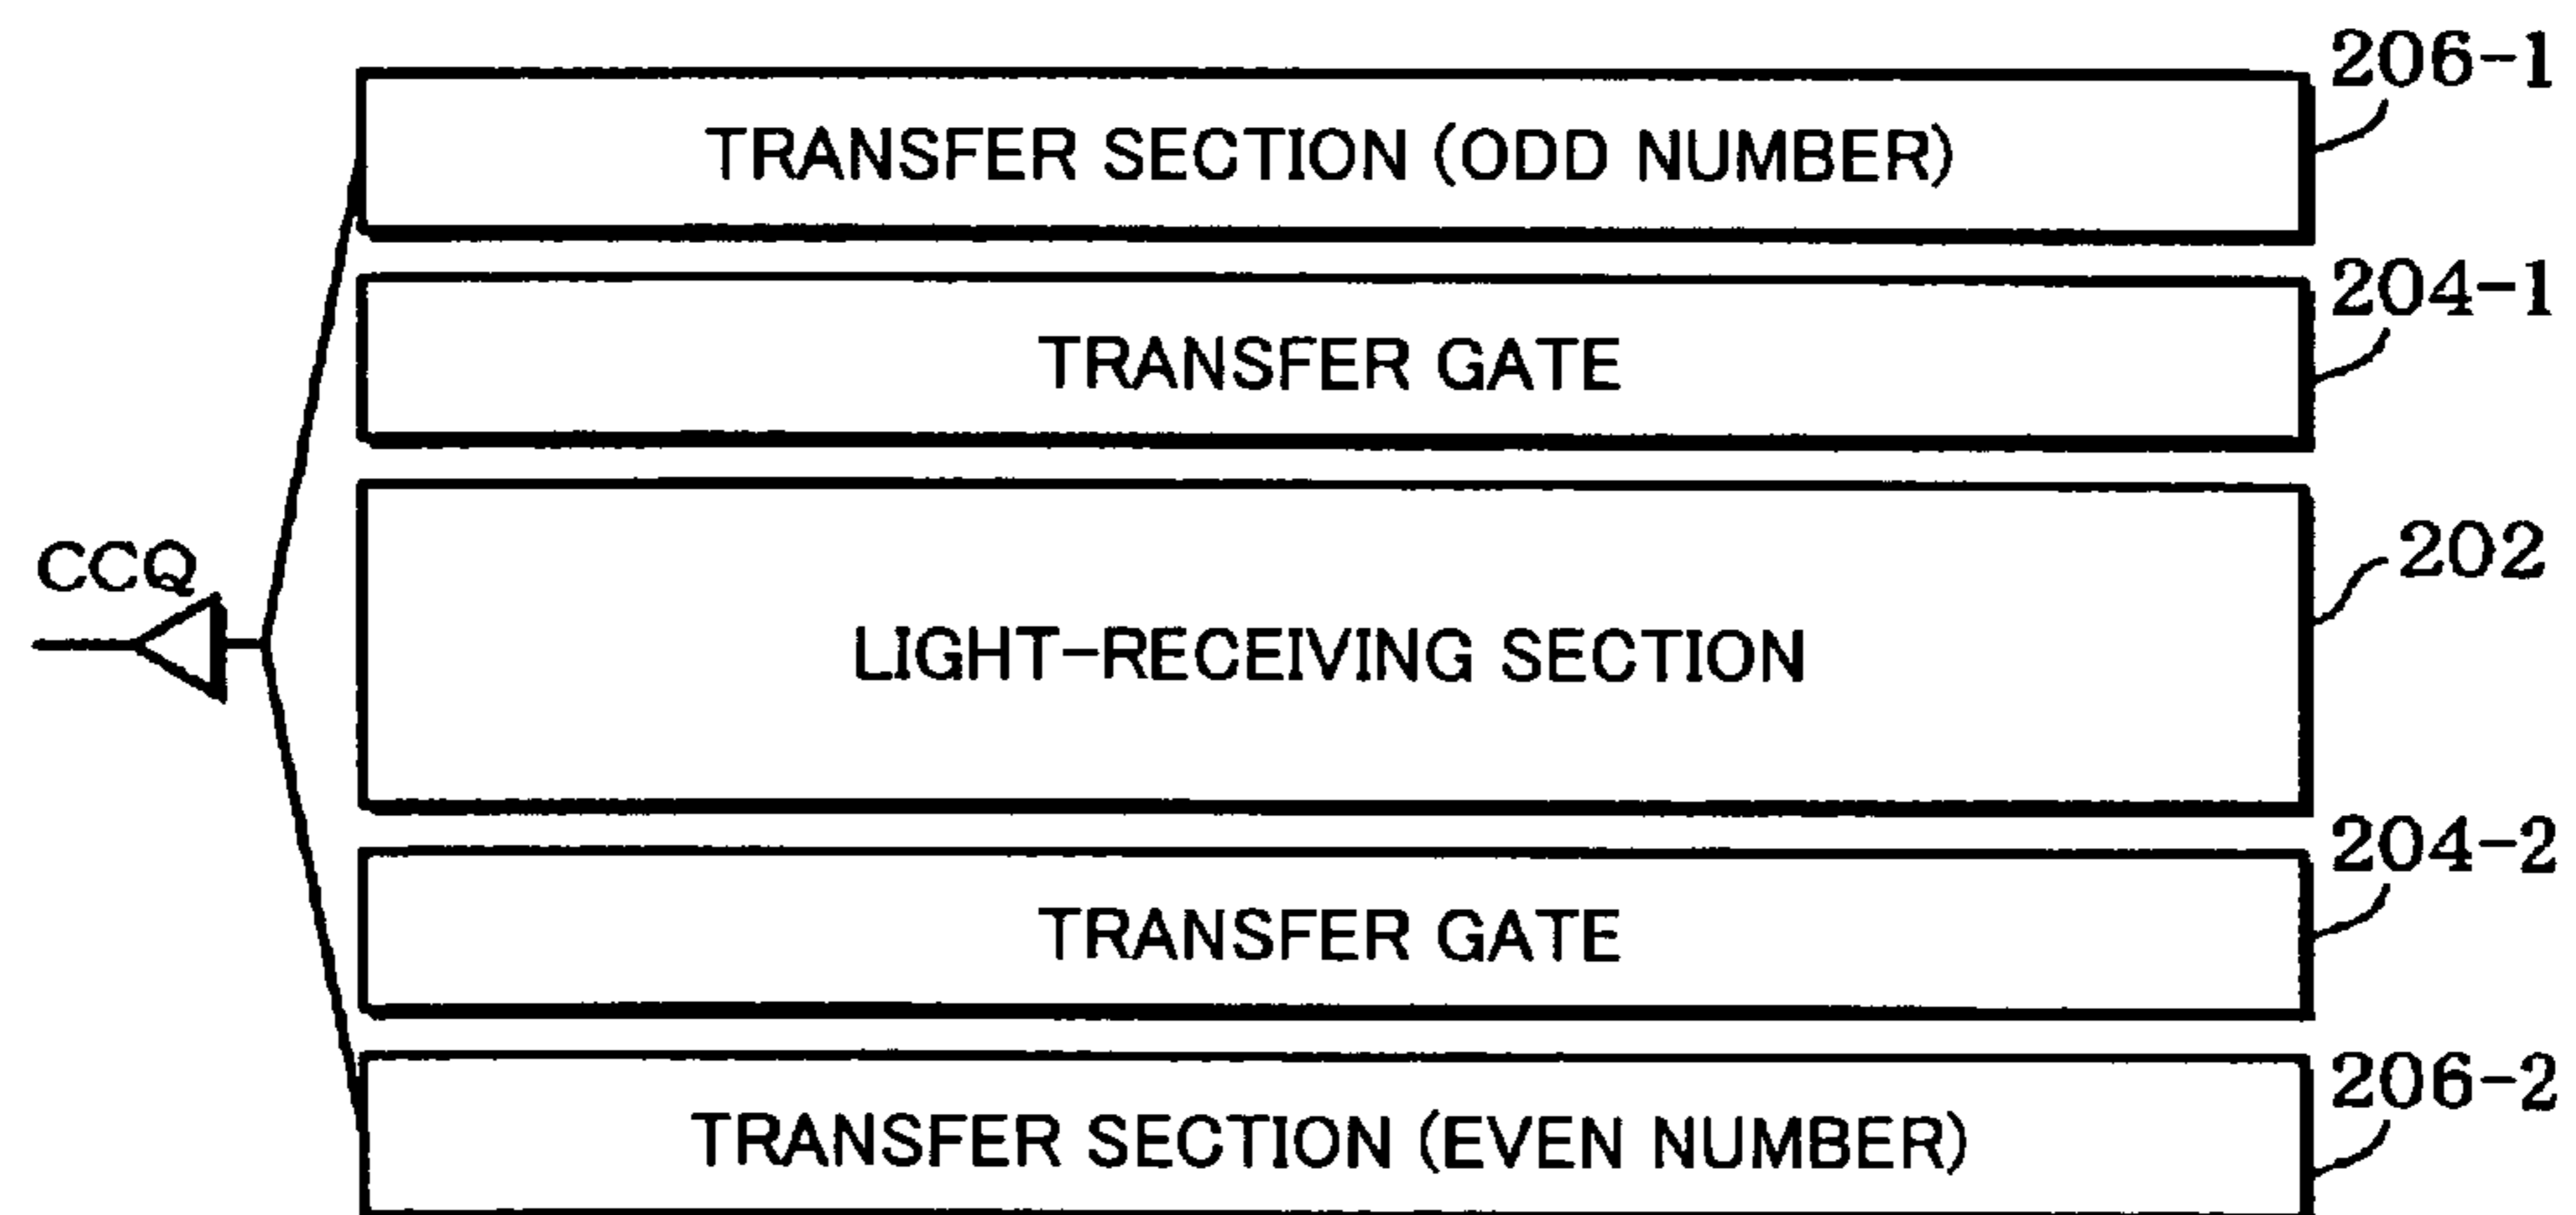 206-1
TRANSFER SECTION (ODD NUMBER)
204-1
TRANSFER GATE
202
CCQ
LIGHT-RECEIVING SECTION
204-2
TRANSFER GATE
206-2
TRANSFER SECTION (EVEN NUMBER)